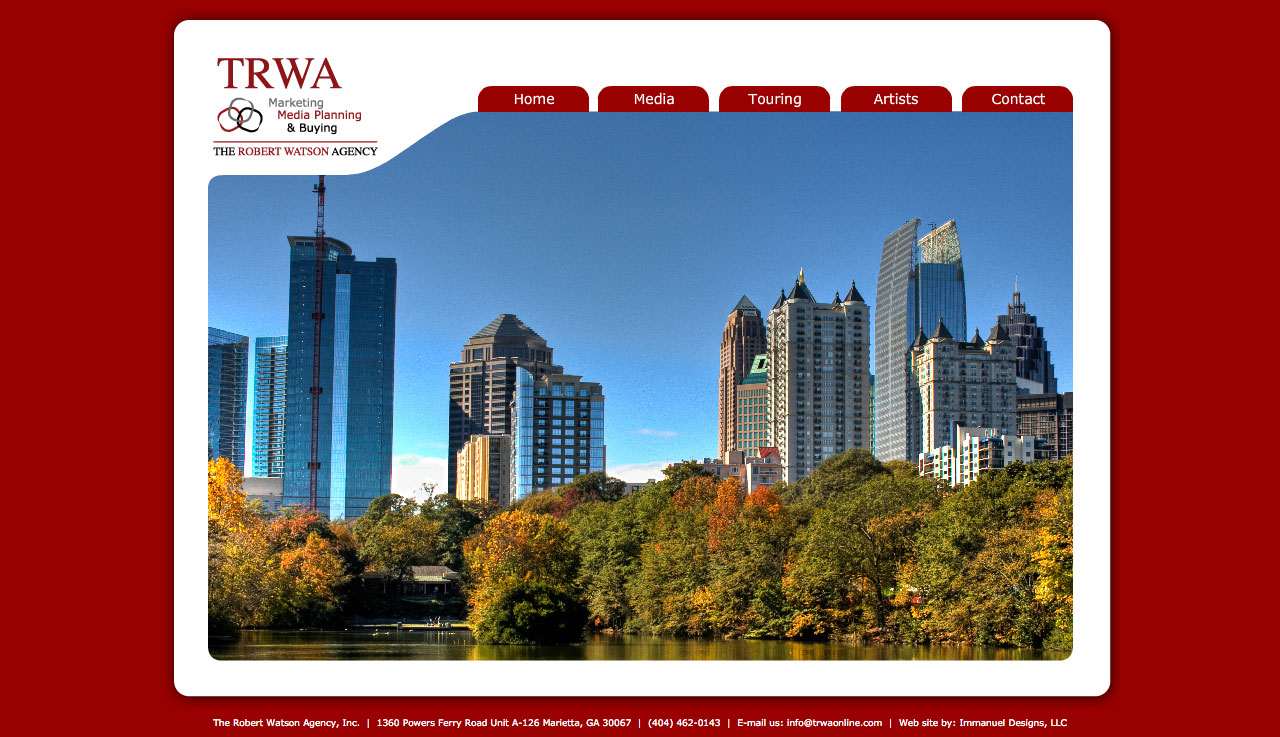 TRWA
Marketing
Media Planning
& Buying
THE ROBERT WATSON AGENCY
Home
Media
Touring
Artists
Contact
The Robert Watson Agency, Inc. | 1360 Powers Ferry Road Unit A-126 Marietta, GA 30067 | (404) 462-0143 | E-mail us: info@trwaonline.com | Web site by: Immanuel Designs, LLC